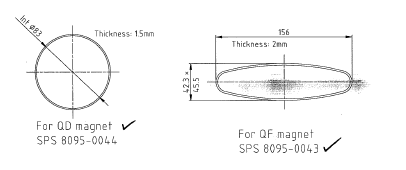 Int Ø83
Thickness: 1.5mm
For QD magnet ✓
SPS 8095-0044
156
Thickness: 2mm
42.3 x
45.5
For QF magnet
SPS 8095-0043 ✓